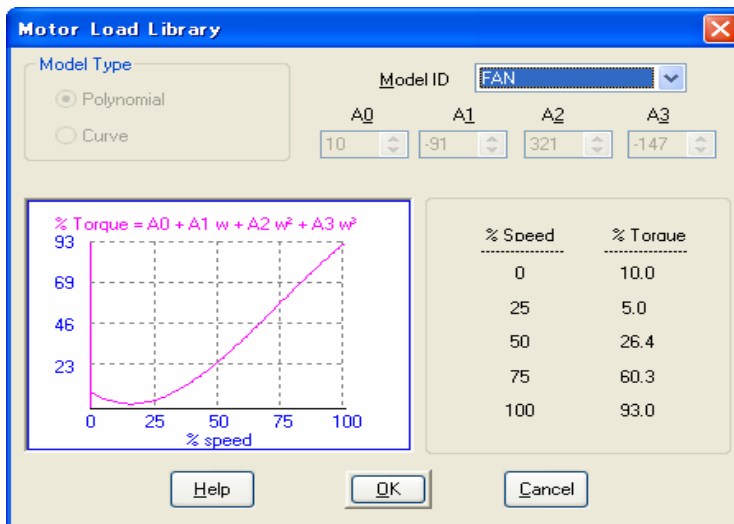 Motor Load Library
Model Type
Polynomial
Curve
Model ID
FAN
A0 A1 A2 A3
10 -91 321 -147
% Torque = A0 + A1 w + A2 w² + A3 w³
93
69
46
23
0 25 50 75 100
% speed
% Speed % Torque
0 10.0
25 5.0
50 26.4
75 60.3
100 93.0
Help OK Cancel